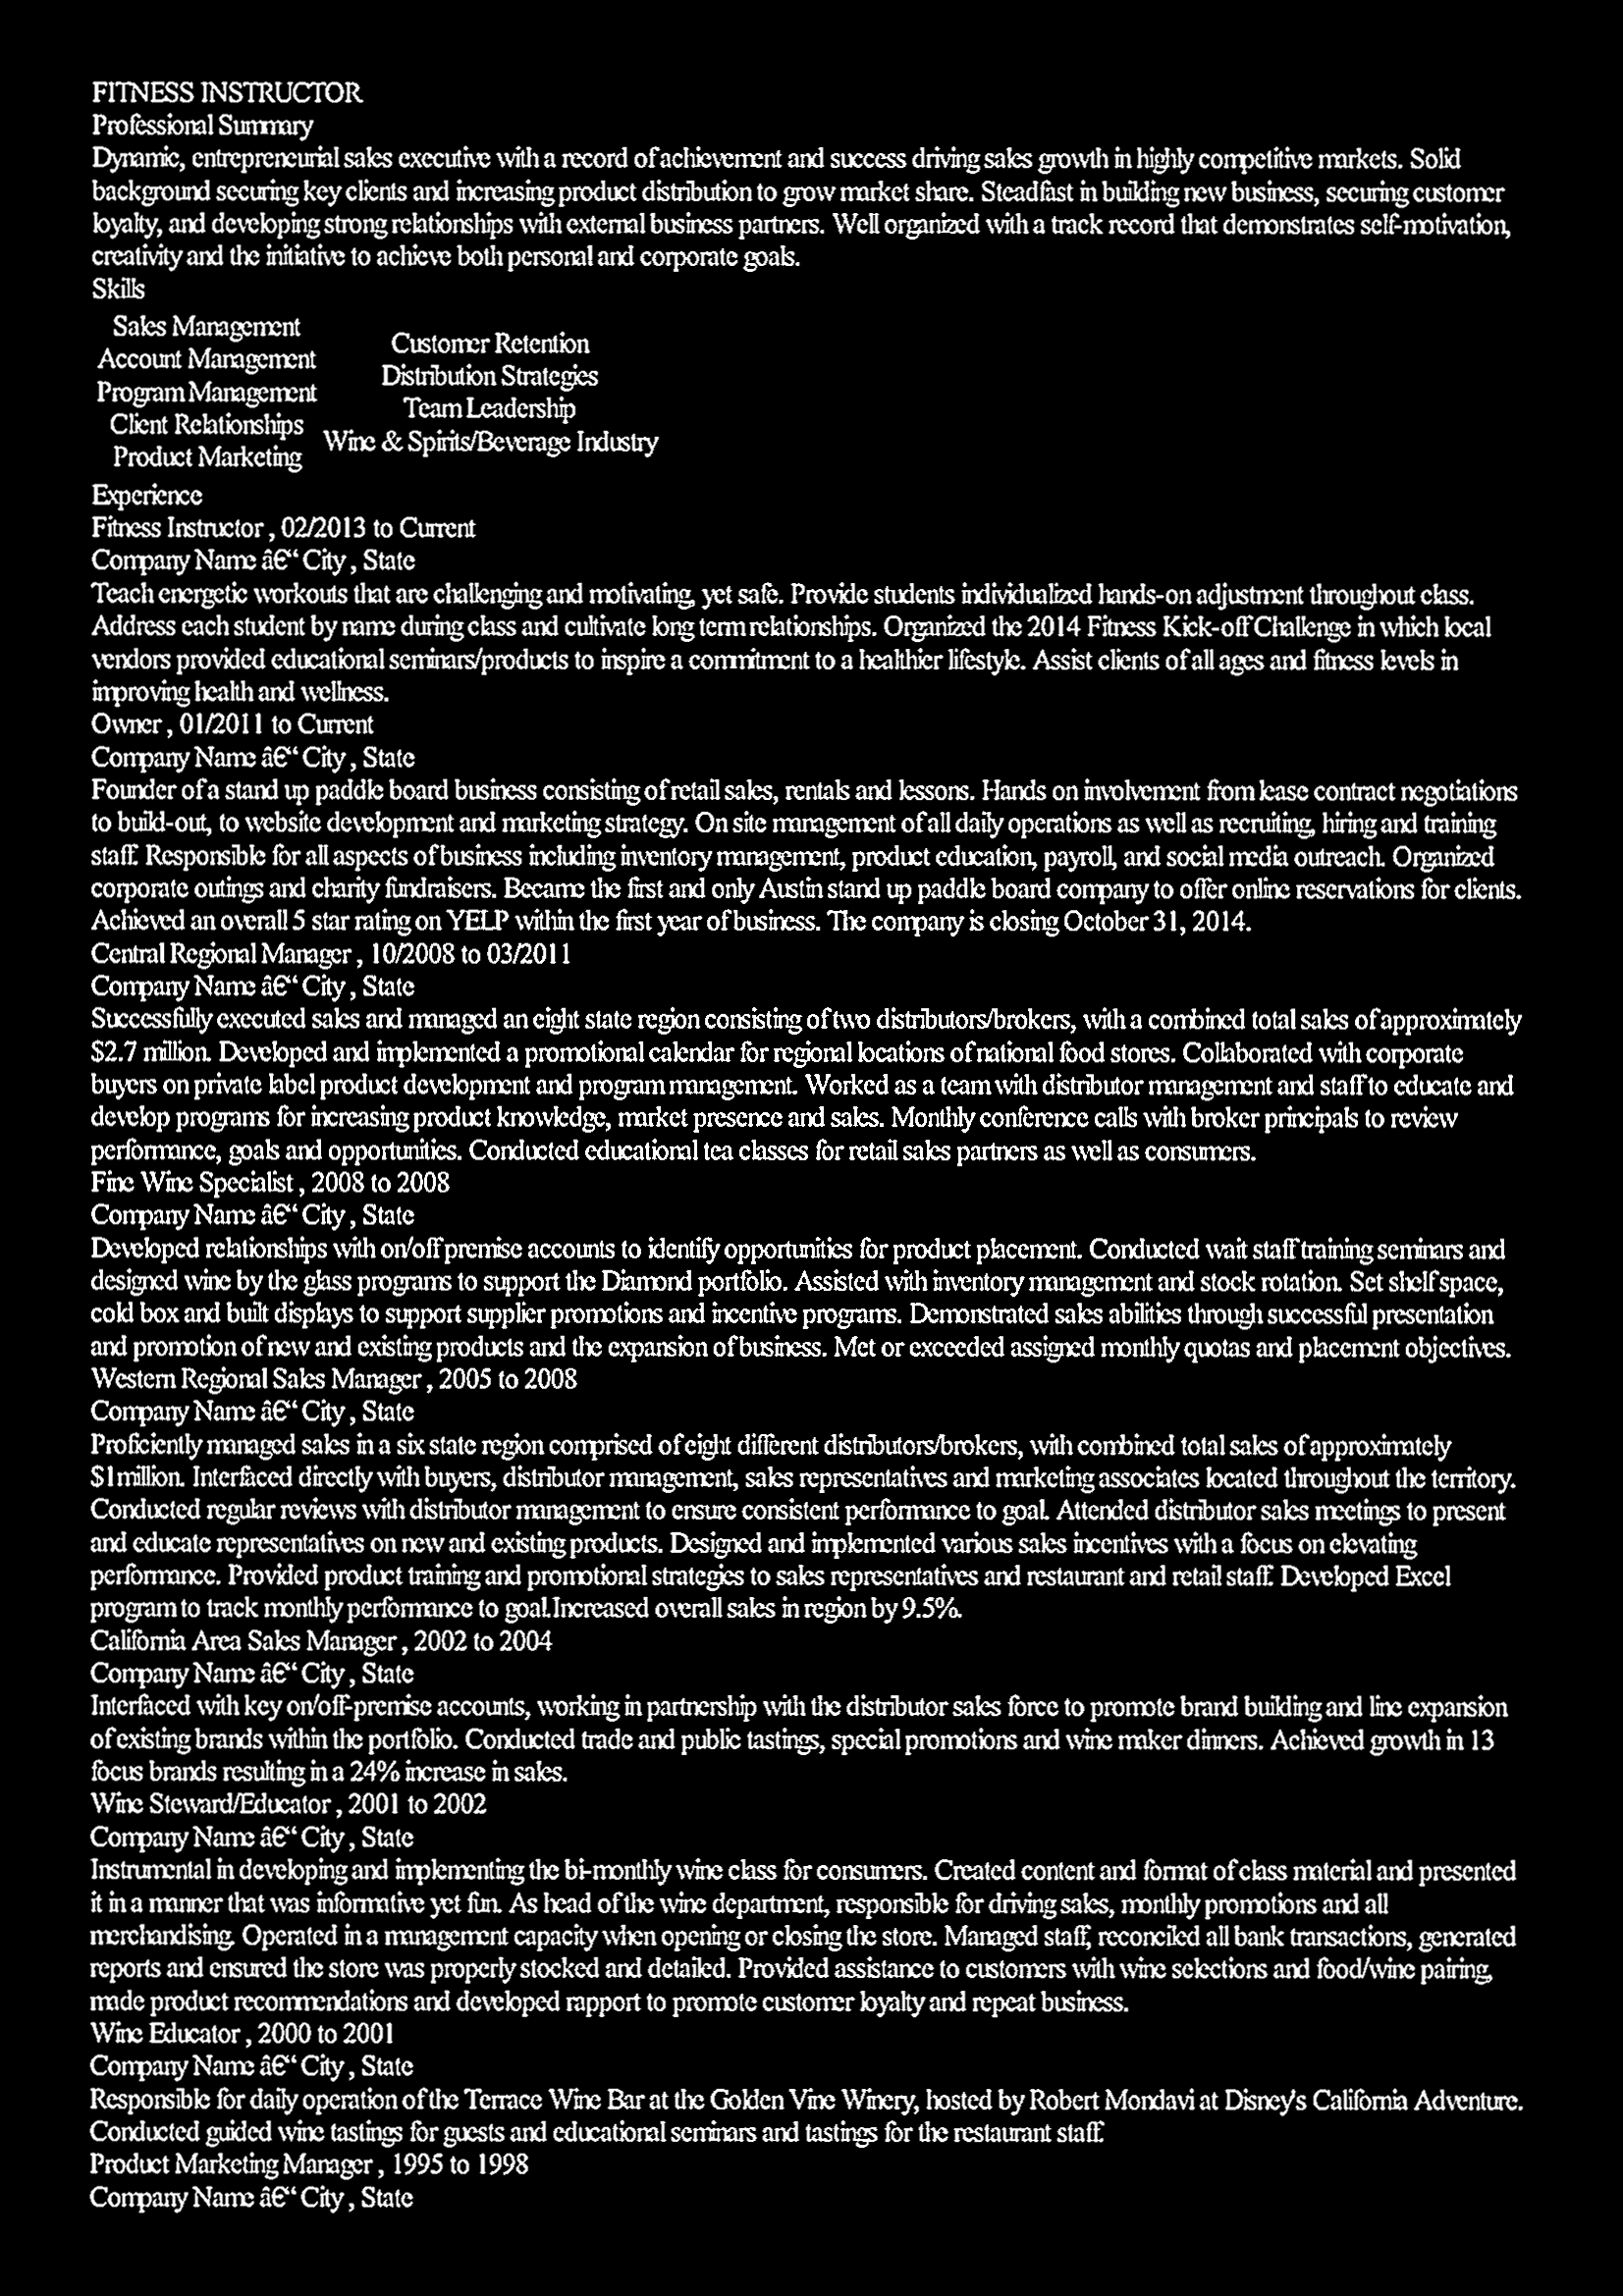 FITNESS INSTRUCTOR
Professional Summary
Dynamic, entrepreneurial sales executive with a record of achievement and success driving sales growth in highly competitive markets. Solid
background securing key clients and increasing product distribution to grow market share. Steadfast in building new business, securing customer
loyalty, and developing strong relationships with external business partners. Well organized with a track record that demonstrates self-motivation,
creativity and the initiative to achieve both personal and corporate goals.
Skills
Sales Management
Account Management
Program Management
Client Relationships
Product Marketing
Customer Retention
Distribution Strategies
Team Leadership
Wine & Spirits/Beverage Industry
Experience
Fitness Instructor , 02/2013 to Current
Company Name â€“ City , State
Teach energetic workouts that are challenging and motivating, yet safe. Provide students individualized hands-on adjustment throughout class.
Address each student by name during class and cultivate long term relationships. Organized the 2014 Fitness Kick-off Challenge in which local
vendors provided educational seminars/products to inspire a commitment to a healthier lifestyle. Assist clients of all ages and fitness levels in
improving health and wellness.
Owner , 01/2011 to Current
Company Name â€“ City , State
Founder of a stand up paddle board business consisting of retail sales, rentals and lessons. Hands on involvement from lease contract negotiations
to build-out, to website development and marketing strategy. On site management of all daily operations as well as recruiting, hiring and training
staff. Responsible for all aspects of business including inventory management, product education, payroll, and social media outreach. Organized
corporate outings and charity fundraisers. Became the first and only Austin stand up paddle board company to offer online reservations for clients.
Achieved an overall 5 star rating on YELP within the first year of business. The company is closing October 31, 2014.
Central Regional Manager , 10/2008 to 03/2011
Company Name â€“ City , State
Successfully executed sales and managed an eight state region consisting of two distributors/brokers, with a combined total sales of approximately
$2.7 million. Developed and implemented a promotional calendar for regional locations of national food stores. Collaborated with corporate
buyers on private label product development and program management. Worked as a team with distributor management and staff to educate and
develop programs for increasing product knowledge, market presence and sales. Monthly conference calls with broker principals to review
performance, goals and opportunities. Conducted educational tea classes for retail sales partners as well as consumers.
Fine Wine Specialist , 2008 to 2008
Company Name â€“ City , State
Developed relationships with on/off premise accounts to identify opportunities for product placement. Conducted wait staff training seminars and
designed wine by the glass programs to support the Diamond portfolio. Assisted with inventory management and stock rotation. Set shelf space,
cold box and built displays to support supplier promotions and incentive programs. Demonstrated sales abilities through successful presentation
and promotion of new and existing products and the expansion of business. Met or exceeded assigned monthly quotas and placement objectives.
Western Regional Sales Manager , 2005 to 2008
Company Name â€“ City , State
Proficiently managed sales in a six state region comprised of eight different distributors/brokers, with combined total sales of approximately
$1million. Interfaced directly with buyers, distributor management, sales representatives and marketing associates located throughout the territory.
Conducted regular reviews with distributor management to ensure consistent performance to goal. Attended distributor sales meetings to present
and educate representatives on new and existing products. Designed and implemented various sales incentives with a focus on elevating
performance. Provided product training and promotional strategies to sales representatives and restaurant and retail staff. Developed Excel
program to track monthly performance to goal.Increased overall sales in region by 9.5%.
California Area Sales Manager , 2002 to 2004
Company Name â€“ City , State
Interfaced with key on/off-premise accounts, working in partnership with the distributor sales force to promote brand building and line expansion
of existing brands within the portfolio. Conducted trade and public tastings, special promotions and wine maker dinners. Achieved growth in 13
focus brands resulting in a 24% increase in sales.
Wine Steward/Educator , 2001 to 2002
Company Name â€“ City , State
Instrumental in developing and implementing the bi-monthly wine class for consumers. Created content and format of class material and presented
it in a manner that was informative yet fun. As head of the wine department, responsible for driving sales, monthly promotions and all
merchandising. Operated in a management capacity when opening or closing the store. Managed staff, reconciled all bank transactions, generated
reports and ensured the store was properly stocked and detailed. Provided assistance to customers with wine selections and food/wine pairing,
made product recommendations and developed rapport to promote customer loyalty and repeat business.
Wine Educator , 2000 to 2001
Company Name â€“ City , State
Responsible for daily operation of the Terrace Wine Bar at the Golden Vine Winery, hosted by Robert Mondavi at Disney's California Adventure.
Conducted guided wine tastings for guests and educational seminars and tastings for the restaurant staff.
Product Marketing Manager , 1995 to 1998
Company Name â€“ City , State